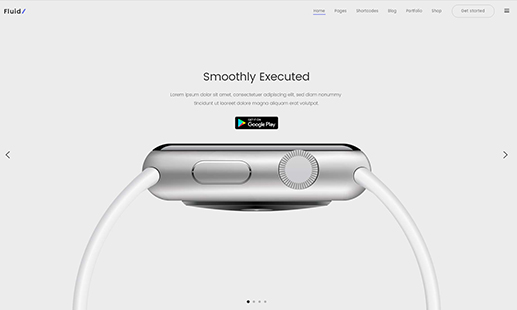 Fluid/
Home Pages Shortcodes Blog Portfolio Shop Get started
Smoothly Executed
Lorem ipsum dolor sit amet, consectetuer adipiscing elit, sed diam nonummy
tincidunt ut laoreet dolore magna aliquam erat volutpat.
GET IT ON
Google Play